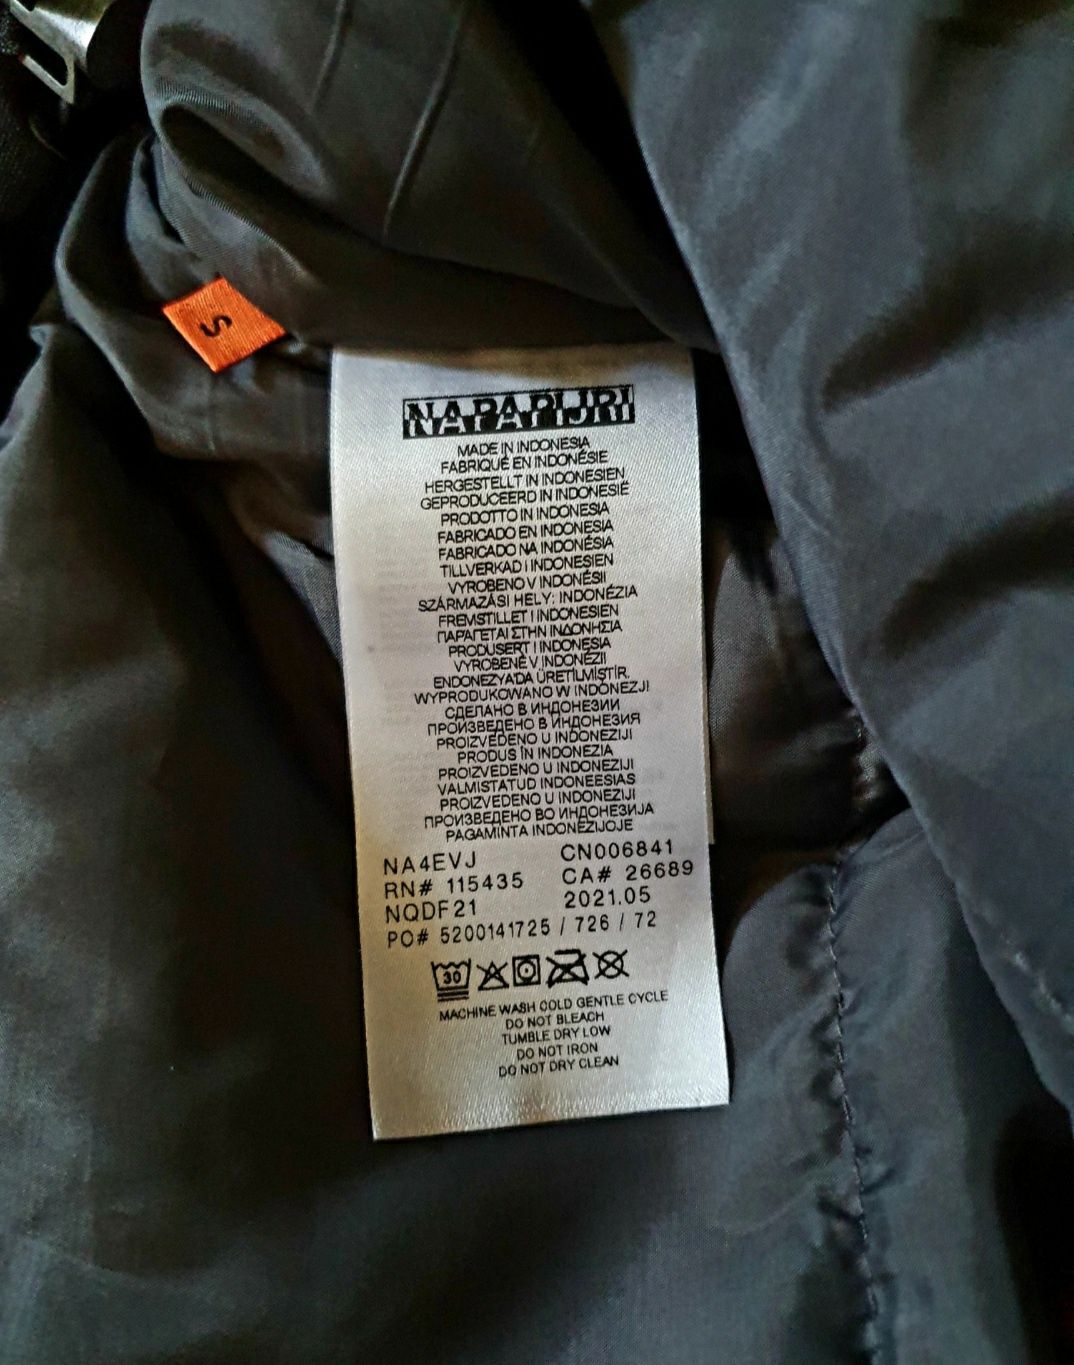 S
NAPAPIJRI
MADE IN INDONESIA
FABRIQUÉ EN INDONÉSIE
HERGESTELLT IN INDONESIEN
GEPRODUCEERD IN INDONESIË
PRODOTTO IN INDONESIA
FABRICADO EN INDONESIA
FABRICADO NA INDONÉSIA
TILLVERKAD I INDONESIEN
VYROBENO V INDONÉSII
SZÁRMAZÁSI HELY: INDONÉZIA
FREMSTILLET I INDONESIEN
ΠΑΡΑΓΕΤΑΙ ΣΤΗΝ ΙΝΔΟΝΗΣΙΑ
PRODUSERT I INDONESIA
VYROBENÉ V INDONÉZII
ENDONEZYA'DA ÜRETİLMİŞTİR.
WYPRODUKOWANO W INDONEZJI
СДЕЛАНО В ИНДОНЕЗИИ
ПРОИЗВЕДЕНО В ИНДОНЕЗИЯ
PROIZVEDENO U INDONEZIJI
PRODUS ÎN INDONEZIA
PROIZVEDENO U INDONEZIJI
VALMISTATUD INDONEESIAS
PROIZVEDENO U INDONEZIJI
ПРОИЗВЕДЕНО ВО ИНДОНЕЗИЈА
PAGAMINTA INDONEZIJOJE
NA4EVJ CN006841
RN# 115435 CA# 26689
NQDF21 2021.05
PO# 5200141725 / 726 / 72
30
MACHINE WASH COLD GENTLE CYCLE
DO NOT BLEACH
TUMBLE DRY LOW
DO NOT IRON
DO NOT DRY CLEAN